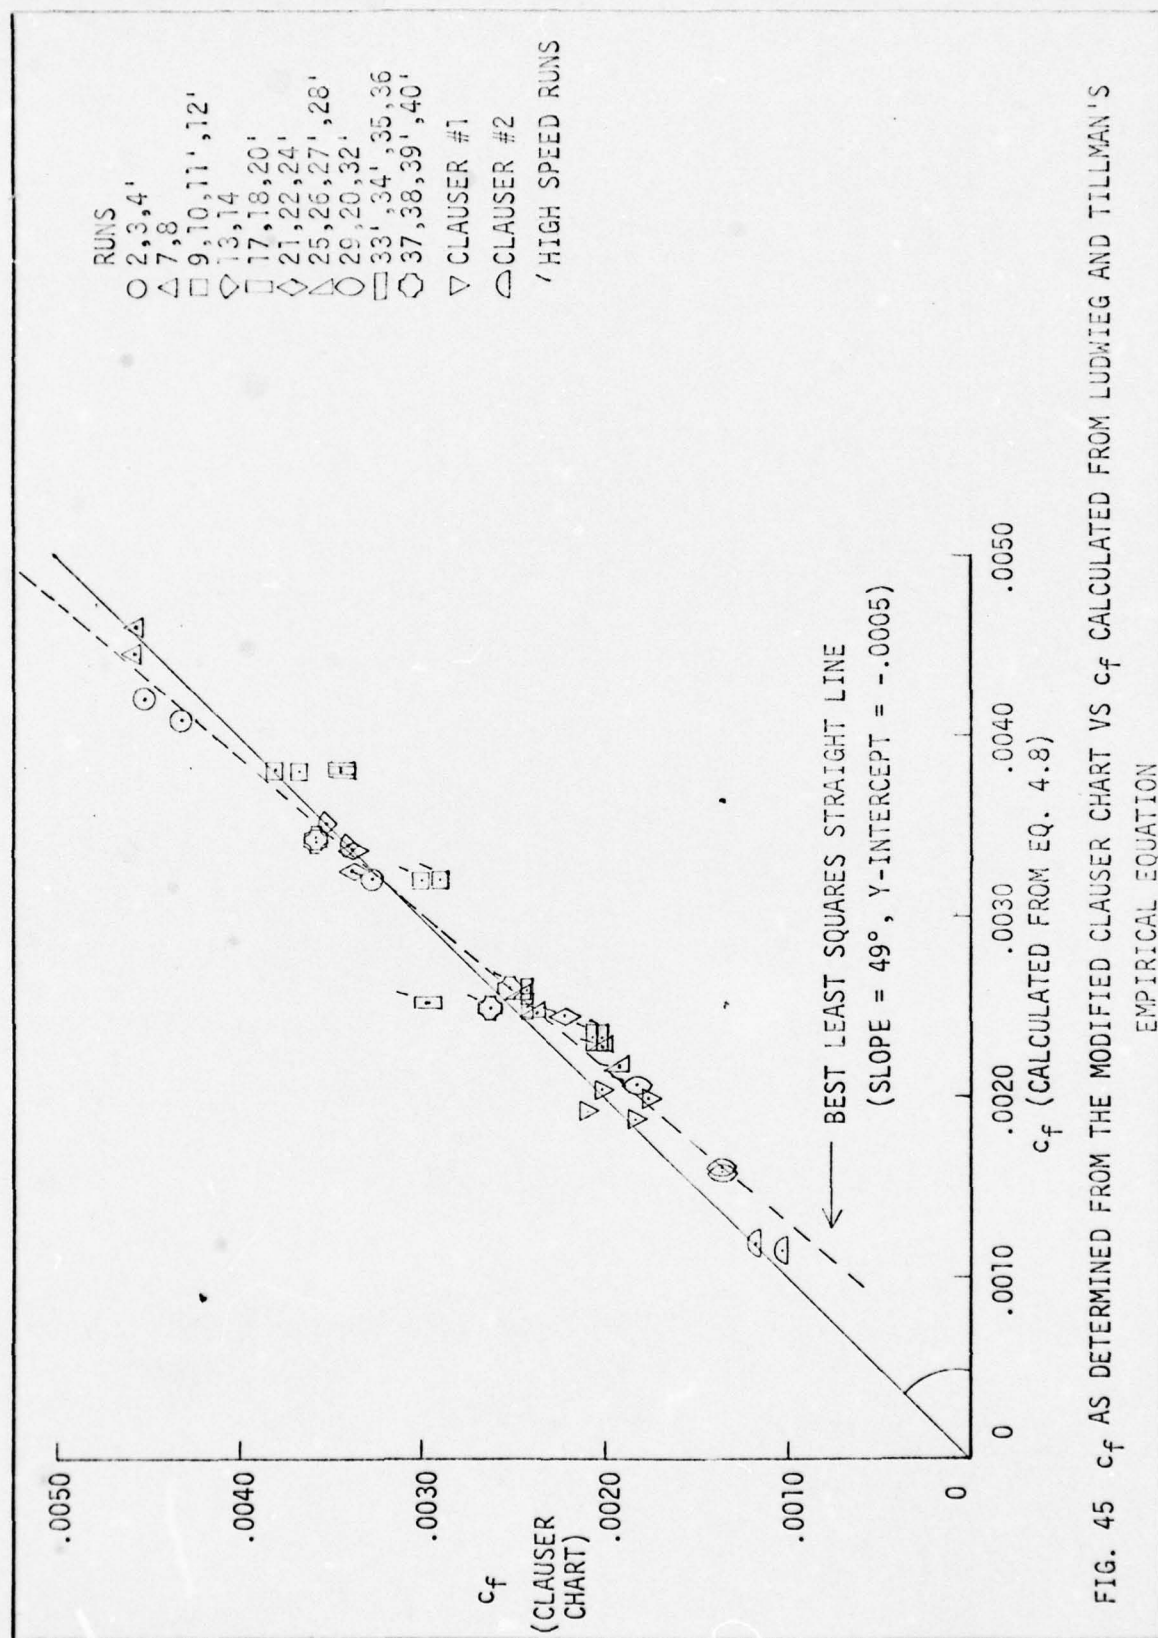 RUNS
2,3,4'
7,8
9,10,11',12'
13,14
17,18,20'
21,22,24'
25,26,27',28'
29,20,32'
33',34',35,36
37,38,39',40'
CLAUSER #1
CLAUSER #2
/HIGH SPEED RUNS
.0050
.0040
.0030
.0020
.0010
0
cf
(CLAUSER
CHART)
BEST LEAST SQUARES STRAIGHT LINE
(SLOPE = 49°, Y-INTERCEPT = -.0005)
0
.0010
.0020
.0030
.0040
.0050
cf (CALCULATED FROM EQ. 4.8)
FIG. 45 cf AS DETERMINED FROM THE MODIFIED CLAUSER CHART VS cf CALCULATED FROM LUDWIEG AND TILLMAN'S
EMPIRICAL EQUATION